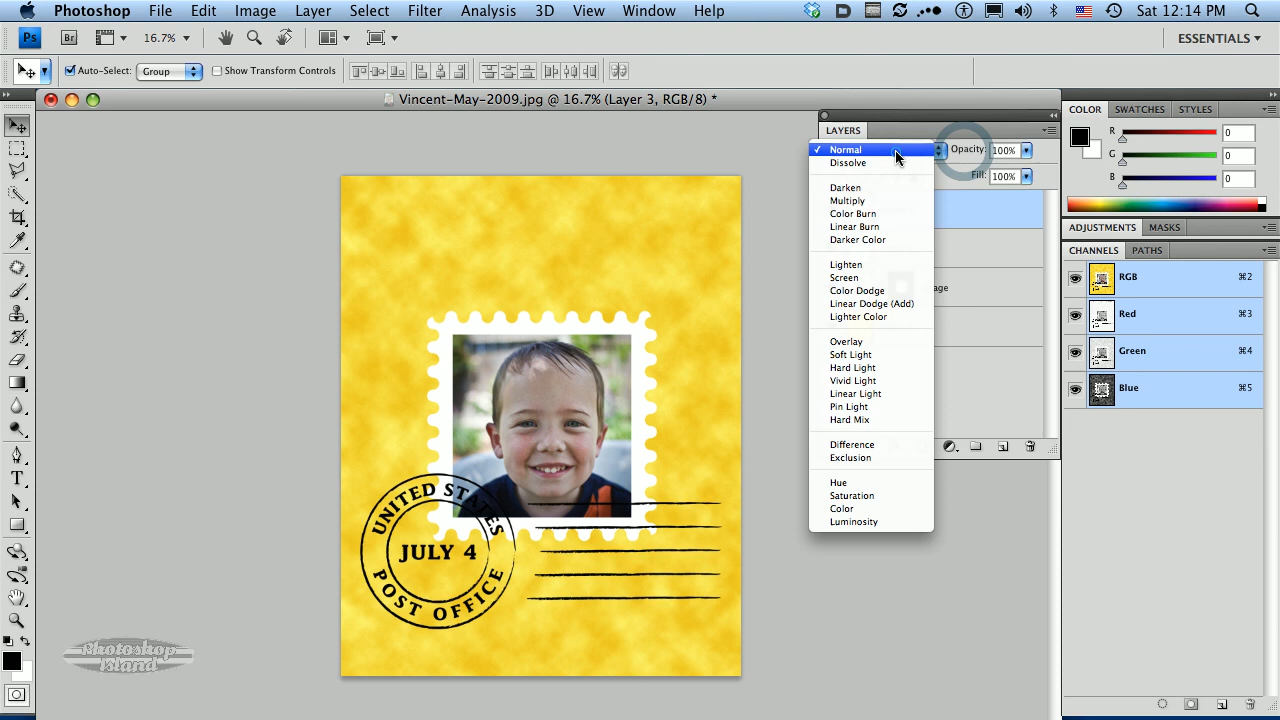 Photoshop File Edit Image Layer Select Filter Analysis 3D View Window Help Sat 12:14 PM
Ps Br 16.7% ESSENTIALS
Auto-Select: Group Show Transform Controls
Vincent-May-2009.jpg @ 16.7% (Layer 3, RGB/8) *
LAYERS
Normal Opacity: 100%
Dissolve
Fill: 100%
Darken
Multiply
Color Burn
Linear Burn
Darker Color
Lighten
Screen
Color Dodge
age
Linear Dodge (Add)
Lighter Color
Overlay
Soft Light
Hard Light
Vivid Light
Linear Light
Pin Light
Hard Mix
Difference
Exclusion
Hue
Saturation
Color
Luminosity
COLOR SWATCHES STYLES
R 0
G 0
B 0
ADJUSTMENTS MASKS
CHANNELS PATHS
RGB ⌘2
Red ⌘3
Green ⌘4
Blue ⌘5
UNITED STATES
JULY 4
POST OFFICE
Photoshop
Island